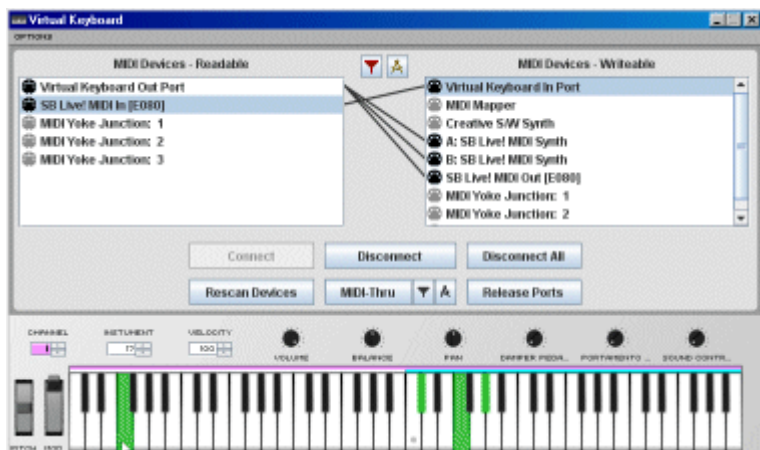 Virtual Keyboard
OPTIONS
MIDI Devices - Readable
MIDI Devices - Writeable
Virtual Keyboard Out Port
SB Live! MIDI In [E080]
MIDI Yoke Junction: 1
MIDI Yoke Junction: 2
MIDI Yoke Junction: 3
Virtual Keyboard In Port
MIDI Mapper
Creative S/W Synth
A: SB Live! MIDI Synth
B: SB Live! MIDI Synth
SB Live! MIDI Out [E080]
MIDI Yoke Junction: 1
MIDI Yoke Junction: 2
Connect
Disconnect
Disconnect All
Rescan Devices
MIDI-Thru
Release Ports
CHANNEL
INSTUMENT
VELOCITY
1
17
100
VOLUME
BALANCE
PAN
DAMPER PEDA...
PORTAMENTO ...
SOUND CONTR...
PITCH
MOD